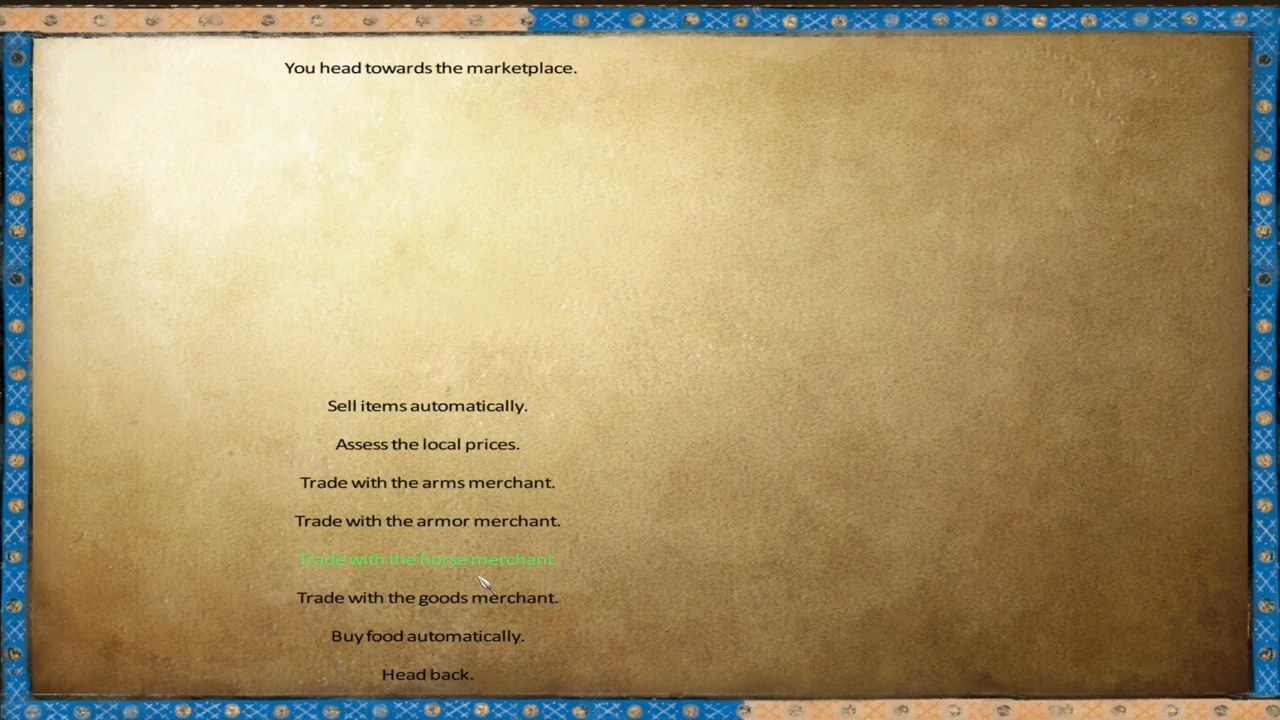 You head towards the marketplace.
Sell items automatically.
Assess the local prices.
Trade with the arms merchant.
Trade with the armor merchant.
Trade with the horse merchant.
Trade with the goods merchant.
Buy food automatically.
Head back.